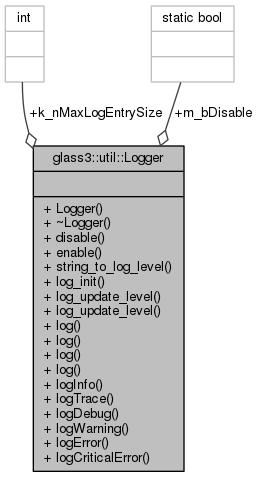 int
static bool
+k_nMaxLogEntrySize
+m_bDisable
glass3::util::Logger
+ Logger()
+ ~Logger()
+ disable()
+ enable()
+ string_to_log_level()
+ log_init()
+ log_update_level()
+ log_update_level()
+ log()
+ log()
+ log()
+ log()
+ logInfo()
+ logTrace()
+ logDebug()
+ logWarning()
+ logError()
+ logCriticalError()